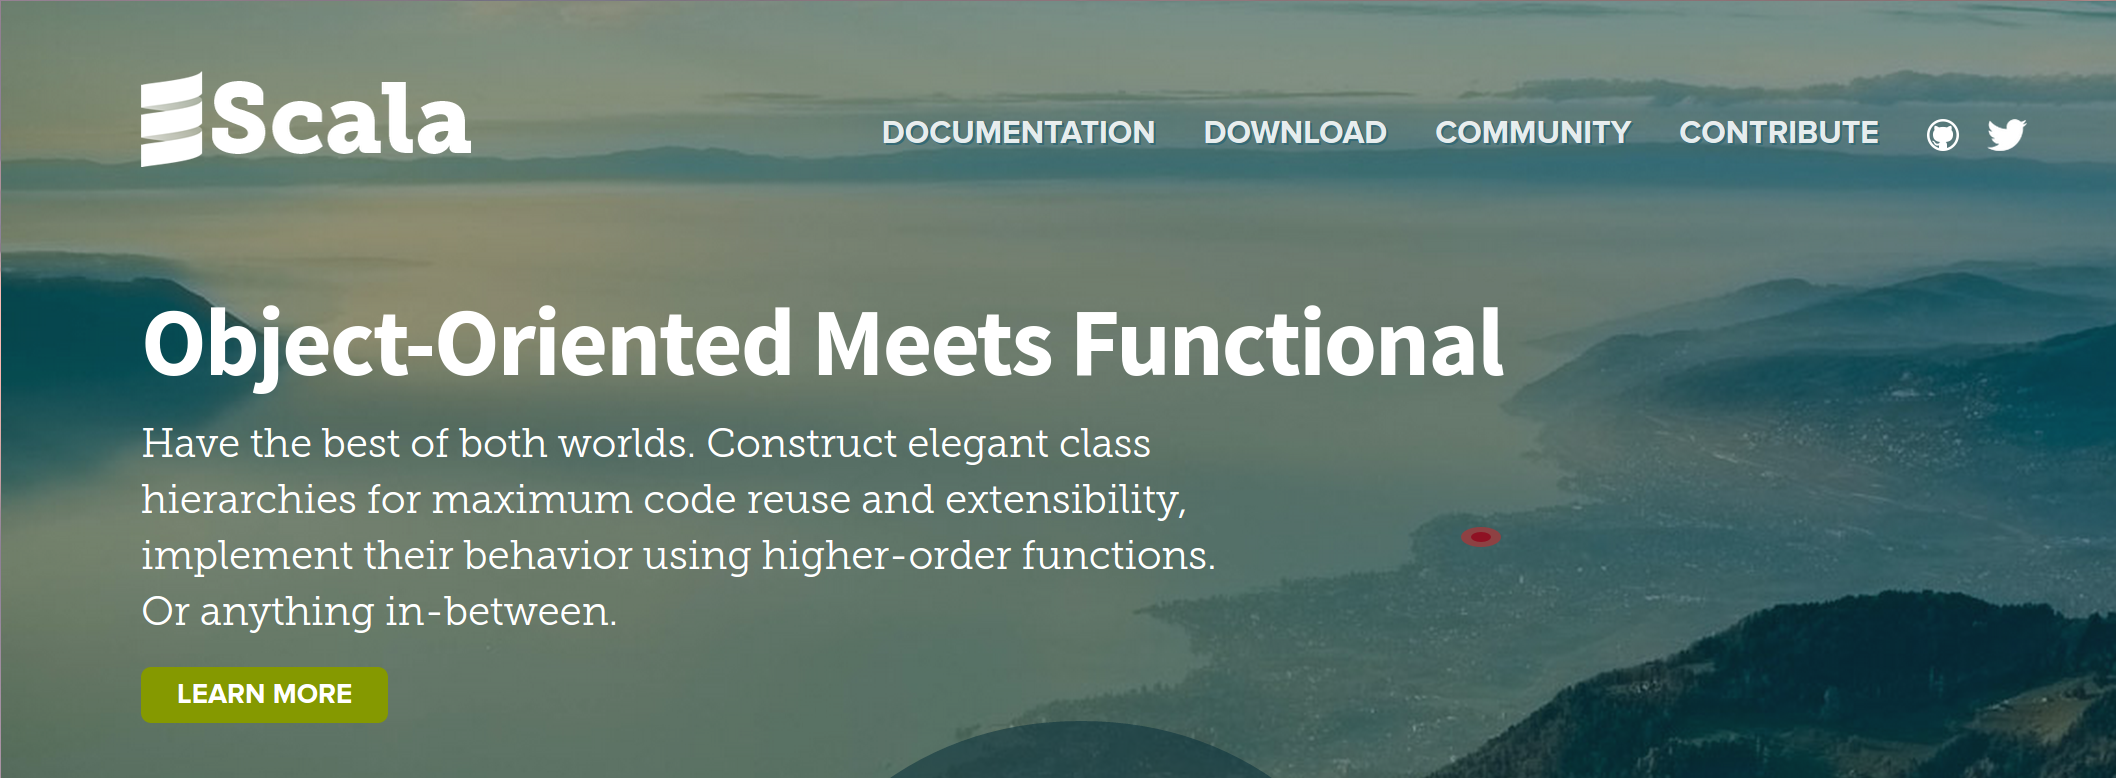 Scala
DOCUMENTATION DOWNLOAD COMMUNITY CONTRIBUTE
Object-Oriented Meets Functional
Have the best of both worlds. Construct elegant class
hierarchies for maximum code reuse and extensibility,
implement their behavior using higher-order functions.
Or anything in-between.
LEARN MORE